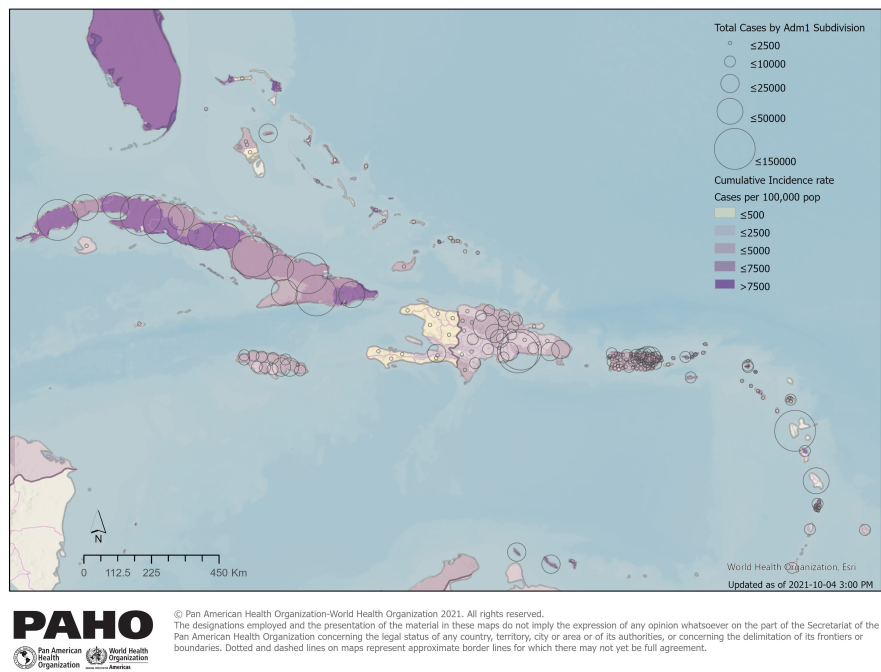 Total Cases by Adm1 Subdivision
≤2500
≤10000
≤25000
≤50000
≤150000
Cumulative Incidence rate
Cases per 100,000 pop
≤500
≤2500
≤5000
≤7500
>7500
N
0 112.5 225 450 Km
World Health Organization, Esri
Updated as of 2021-10-04 3:00 PM
PAHO
Pan American
Health
Organization
World Health
Organization
Americas
© Pan American Health Organization-World Health Organization 2021. All rights reserved.
The designations employed and the presentation of the material in these maps do not imply the expression of any opinion whatsoever on the part of the Secretariat of the
Pan American Health Organization concerning the legal status of any country, territory, city or area or of its authorities, or concerning the delimitation of its frontiers or
boundaries. Dotted and dashed lines on maps represent approximate border lines for which there may not yet be full agreement.